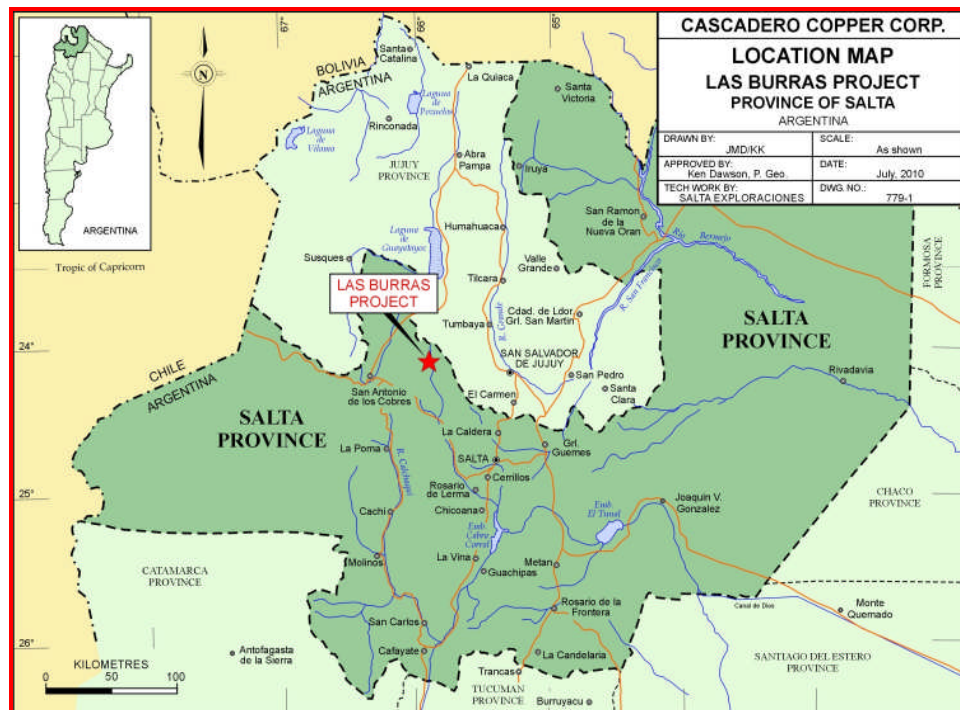 CASCADERO COPPER CORP.
LOCATION MAP
LAS BURRAS PROJECT
PROVINCE OF SALTA
ARGENTINA
DRAWN BY:
JMD/KK
SCALE:
As shown
APPROVED BY:
Ken Dawson, P. Geo.
DATE:
July, 2010
TECH WORK BY:
SALTA EXPLORACIONES
DWG. NO.:
779-1
67°
66°
65°
N
ARGENTINA
BOLIVIA
ARGENTINA
Santa
Catalina
La Quiaca
Laguna
de
Pozuelos
Santa
Victoria
Rinconada
Laguna
de
Vilama
Abra
Pampa
JUJUY
PROVINCE
Iruya
San Ramon
de la
Nueva Oran
Rio Bermejo
Humahuaca
Laguna
de
Guayatayoc
Susques
Valle
Grande
R. San Francisco
FORMOSA
PROVINCE
Tropic of Capricorn
Tilcara
LAS BURRAS
PROJECT
R. Grande
Cdad. de Ldor
Grl. San Martin
Tumbaya
SALTA
PROVINCE
24°
CHILE
ARGENTINA
SAN SALVADOR
DE JUJUY
San Pedro
Rivadavia
San Antonio
de los Cobres
Santa
Clara
El Carmen
SALTA
PROVINCE
La Caldera
La Poma
Grl.
Guemes
SALTA
R. Calchaqui
Cerrillos
Rosario
de Lerma
CHACO
PROVINCE
25°
Joaquin V.
Gonzalez
Cachi
Chicoana
Emb.
El Tunal
Emb.
Cabra
Corral
Molinos
La Vina
Metan
CATAMARCA
PROVINCE
Guachipas
Rosario de la
Frontera
Canal de Dios
Monte
Quemado
San Carlos
26°
Antofagasta
de la Sierra
Cafayate
La Candelaria
SANTIAGO DEL ESTERO
PROVINCE
KILOMETRES
0 50 100
Trancas
TUCUMAN
PROVINCE
Burruyacu